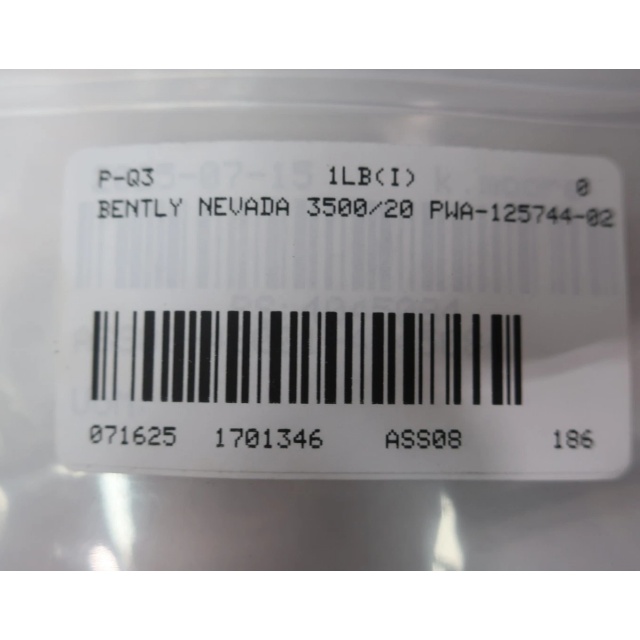 P-Q3 1LB(I) 0
BENTLY NEVADA 3500/20 PWA-125744-02
071625 1701346 ASS08 186